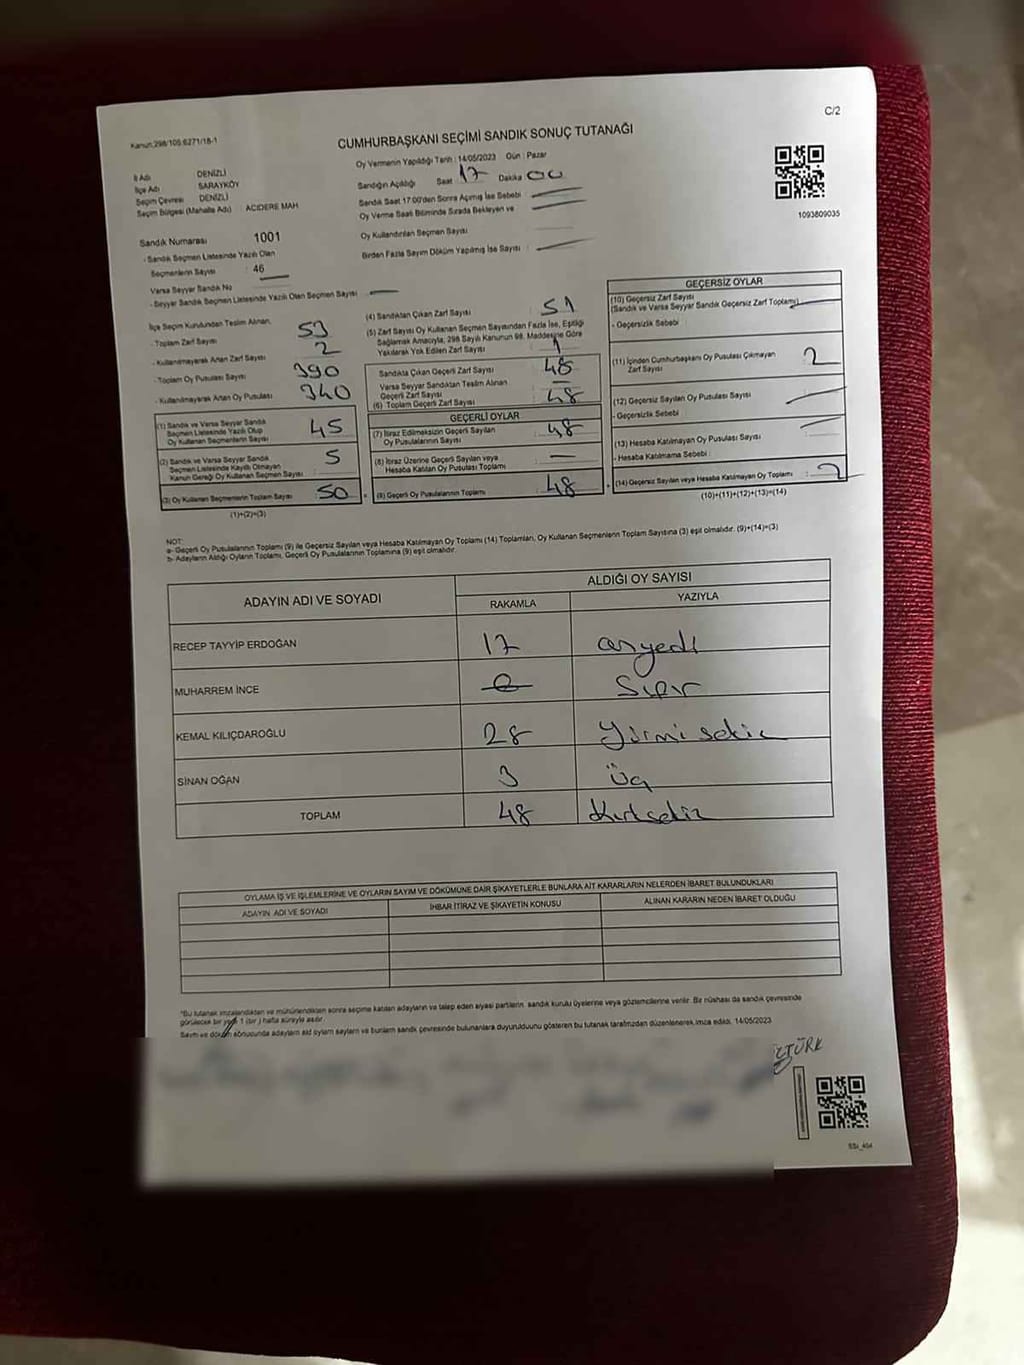 C/2
Kanun,298/105:6271/18-1
CUMHURBAŞKANI SEÇİMİ SANDIK SONUÇ TUTANAĞI
Oy Vermenin Yapıldığı Tarih : 14/05/2023 Gün : Pazar
Sandığın Açıldığı Saat 17 Dakika 00
Sandık Saat 17:00'den Sonra Açılmış İse Sebebi :
Oy Verme Saati Bitiminde Sırada Bekleyen ve
Oy Kullandırılan Seçmen Sayısı
Birden Fazla Sayım Döküm Yapılmış İse Sayısı :
İl Adı DENİZLİ
İlçe Adı SARAYKÖY
Seçim Çevresi DENİZLİ
Seçim Bölgesi (Mahalle Adı) : ACIDERE MAH
1093809035
Sandık Numarası 1001
- Sandık Seçmen Listesinde Yazılı Olan
Seçmenlerin Sayısı : 46
Varsa Seyyar Sandık No
- Seyyar Sandık Seçmen Listesinde Yazılı Olan Seçmen Sayısı :
İlçe Seçim Kurulundan Teslim Alınan,
- Toplam Zarf Sayısı : 53
- Kullanılmayarak Artan Zarf Sayısı : 2
- Toplam Oy Pusulası Sayısı : 390
- Kullanılmayarak Artan Oy Pusulası : 340
(1) Sandık ve Varsa Seyyar Sandık
Seçmen Listesinde Yazılı Olup
Oy Kullanan Seçmenlerin Sayısı : 45
(2) Sandık ve Varsa Seyyar Sandık
Seçmen Listesinde Kayıtlı Olmayan
Kanun Gereği Oy Kullanan Seçmen Sayısı : 5
(3) Oy Kullanan Seçmenlerin Toplam Sayısı : 50
(1)+(2)=(3)
(4) Sandıktan Çıkan Zarf Sayısı : 51
(5) Zarf Sayısı Oy Kullanan Seçmen Sayısından Fazla İse, Eşitliği
Sağlamak Amacıyla, 298 Sayılı Kanunun 98. Maddesine Göre
Yakılarak Yok Edilen Zarf Sayısı : 1
Sandıkta Çıkan Geçerli Zarf Sayısı : 48
Varsa Seyyar Sandıktan Teslim Alınan
Geçerli Zarf Sayısı : —
(6) Toplam Geçerli Zarf Sayısı : 48
GEÇERLİ OYLAR
(7) İtiraz Edilmeksizin Geçerli Sayılan
Oy Pusulalarının Sayısı : 48
(8) İtiraz Üzerine Geçerli Sayılan veya
Hesaba Katılan Oy Pusulası Toplamı : —
(9) Geçerli Oy Pusulalarının Toplamı : 48
GEÇERSİZ OYLAR
(10) Geçersiz Zarf Sayısı
(Sandık ve Varsa Seyyar Sandık Geçersiz Zarf Toplamı) :
- Geçersizlik Sebebi :
(11) İçinden Cumhurbaşkanı Oy Pusulası Çıkmayan
Zarf Sayısı : 2
(12) Geçersiz Sayılan Oy Pusulası Sayısı :
- Geçersizlik Sebebi :
(13) Hesaba Katılmayan Oy Pusulası Sayısı :
- Hesaba Katılmama Sebebi :
(14) Geçersiz Sayılan veya Hesaba Katılmayan Oy Toplamı : 2
(10)+(11)+(12)+(13)=(14)
NOT:
a- Geçerli Oy Pusulalarının Toplamı (9) ile Geçersiz Sayılan veya Hesaba Katılmayan Oy Toplamı (14) Toplamları, Oy Kullanan Seçmenlerin Toplam Sayısına (3) eşit olmalıdır. (9)+(14)=(3)
b- Adayların Aldığı Oyların Toplamı, Geçerli Oy Pusulalarının Toplamına (9) eşit olmalıdır.
ADAYIN ADI VE SOYADI ALDIĞI OY SAYISI
RAKAMLA YAZIYLA
RECEP TAYYİP ERDOĞAN 17 onyedi
MUHARREM İNCE 0 Sıfır
KEMAL KILIÇDAROĞLU 28 Yirmi sekiz
SİNAN OĞAN 3 Üç
TOPLAM 48 Kırksekiz
OYLAMA İŞ VE İŞLEMLERİNE VE OYLARIN SAYIM VE DÖKÜMÜNE DAİR ŞİKAYETLERLE BUNLARA AİT KARARLARIN NELERDEN İBARET BULUNDUKLARI
ADAYIN ADI VE SOYADI İHBAR İTİRAZ VE ŞİKAYETİN KONUSU ALINAN KARARIN NEDEN İBARET OLDUĞU
*Bu tutanak imzalandıktan ve mühürlendikten sonra seçime katılan adayların ve talep eden siyasi partilerin, sandık kurulu üyelerine veya gözlemcilerine verilir. Bir nüshası da sandık çevresinde
görülecek bir yere 1 (bir) hafta süreyle asılır.
Sayım ve döküm sonucunda adayların aid oyların sayların ve bunların sandık çevresinde bulunanlara duyurulduğunu gösteren bu tutanak tarafımızdan düzenlenerek imza edildi. 14/05/2023
ZTÜRK